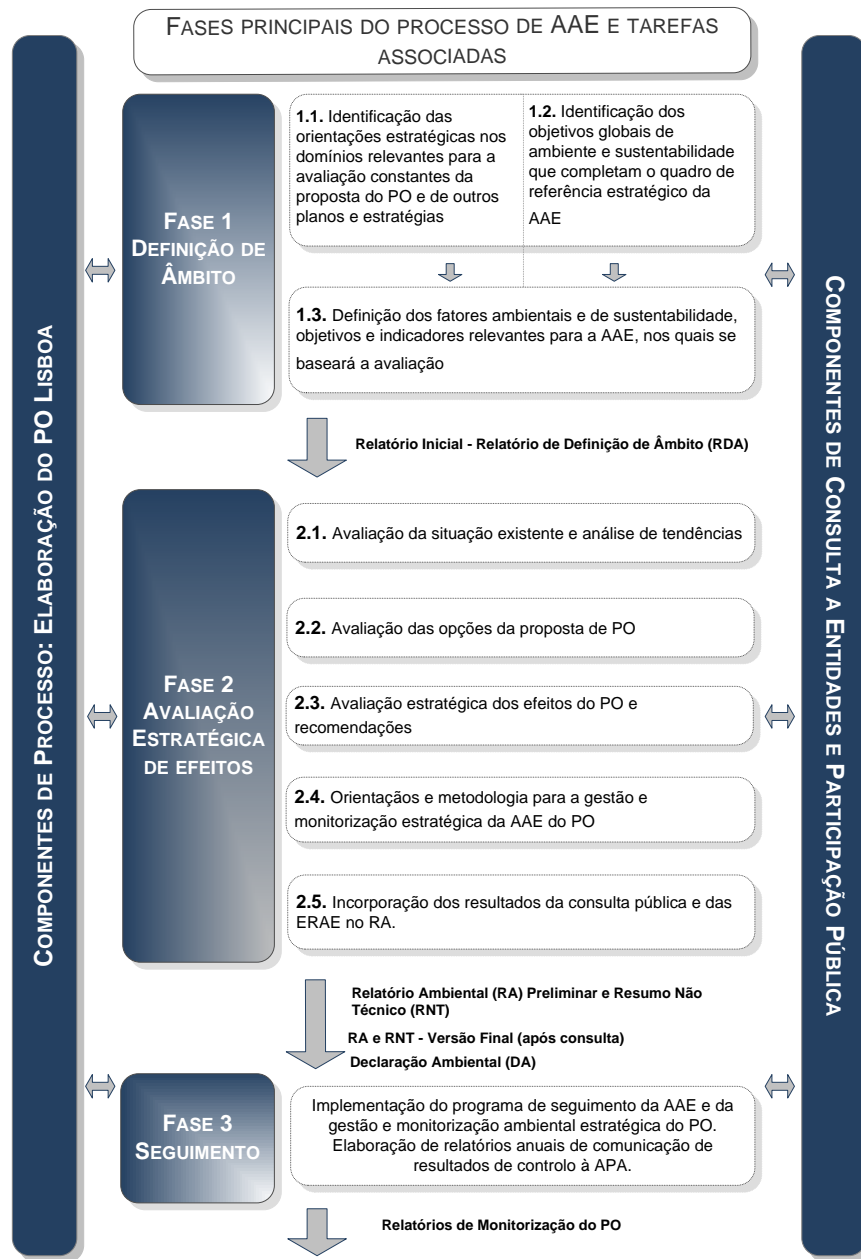 FASES PRINCIPAIS DO PROCESSO DE AAE E TAREFAS
ASSOCIADAS
COMPONENTES DE PROCESSO: ELABORAÇÃO DO PO LISBOA
FASE 1
DEFINIÇÃO DE
ÂMBITO
1.1. Identificação das
orientações estratégicas nos
domínios relevantes para a
avaliação constantes da
proposta do PO e de outros
planos e estratégias
1.2. Identificação dos
objetivos globais de
ambiente e sustentabilidade
que completam o quadro de
referência estratégico da
AAE
1.3. Definição dos fatores ambientais e de sustentabilidade,
objetivos e indicadores relevantes para a AAE, nos quais se
baseará a avaliação
Relatório Inicial - Relatório de Definição de Âmbito (RDA)
FASE 2
AVALIAÇÃO
ESTRATÉGICA
DE EFEITOS
2.1. Avaliação da situação existente e análise de tendências
2.2. Avaliação das opções da proposta de PO
2.3. Avaliação estratégica dos efeitos do PO e
recomendações
2.4. Orientaçãos e metodologia para a gestão e
monitorização estratégica da AAE do PO
2.5. Incorporação dos resultados da consulta pública e das
ERAE no RA.
Relatório Ambiental (RA) Preliminar e Resumo Não
Técnico (RNT)
RA e RNT - Versão Final (após consulta)
Declaração Ambiental (DA)
FASE 3
SEGUIMENTO
Implementação do programa de seguimento da AAE e da
gestão e monitorização ambiental estratégica do PO.
Elaboração de relatórios anuais de comunicação de
resultados de controlo à APA.
Relatórios de Monitorização do PO
COMPONENTES DE CONSULTA A ENTIDADES E PARTICIPAÇÃO PÚBLICA